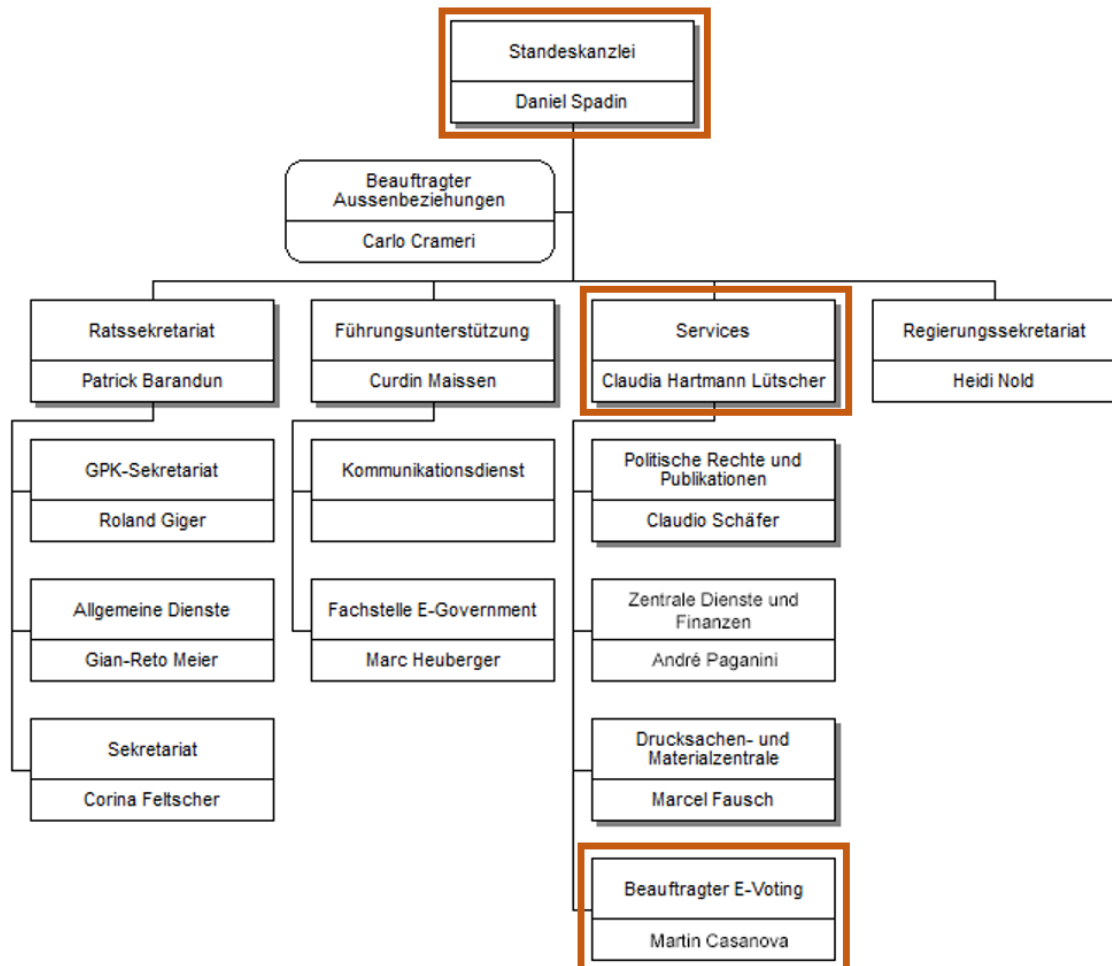 Standeskanzlei
Daniel Spadin
Beauftragter
Aussenbeziehungen
Carlo Crameri
Ratssekretariat
Patrick Barandun
Führungsunterstützung
Curdin Maissen
Services
Claudia Hartmann Lütscher
Regierungssekretariat
Heidi Nold
GPK-Sekretariat
Roland Giger
Kommunikationsdienst
Politische Rechte und
Publikationen
Claudio Schäfer
Allgemeine Dienste
Gian-Reto Meier
Fachstelle E-Government
Marc Heuberger
Zentrale Dienste und
Finanzen
André Paganini
Sekretariat
Corina Feltscher
Drucksachen- und
Materialzentrale
Marcel Fausch
Beauftragter E-Voting
Martin Casanova